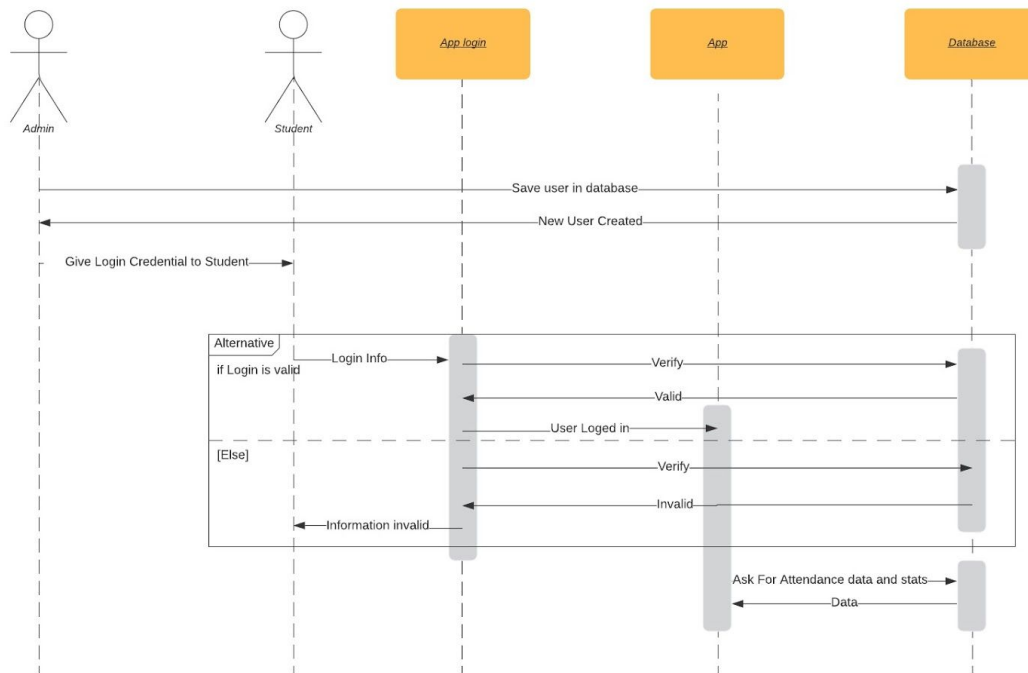 App login
App
Database
Admin
Student
Save user in database
New User Created
Give Login Credential to Student
Alternative
if Login is valid
Login Info
Verify
Valid
User Loged in
[Else]
Verify
Invalid
Information invalid
Ask For Attendance data and stats
Data